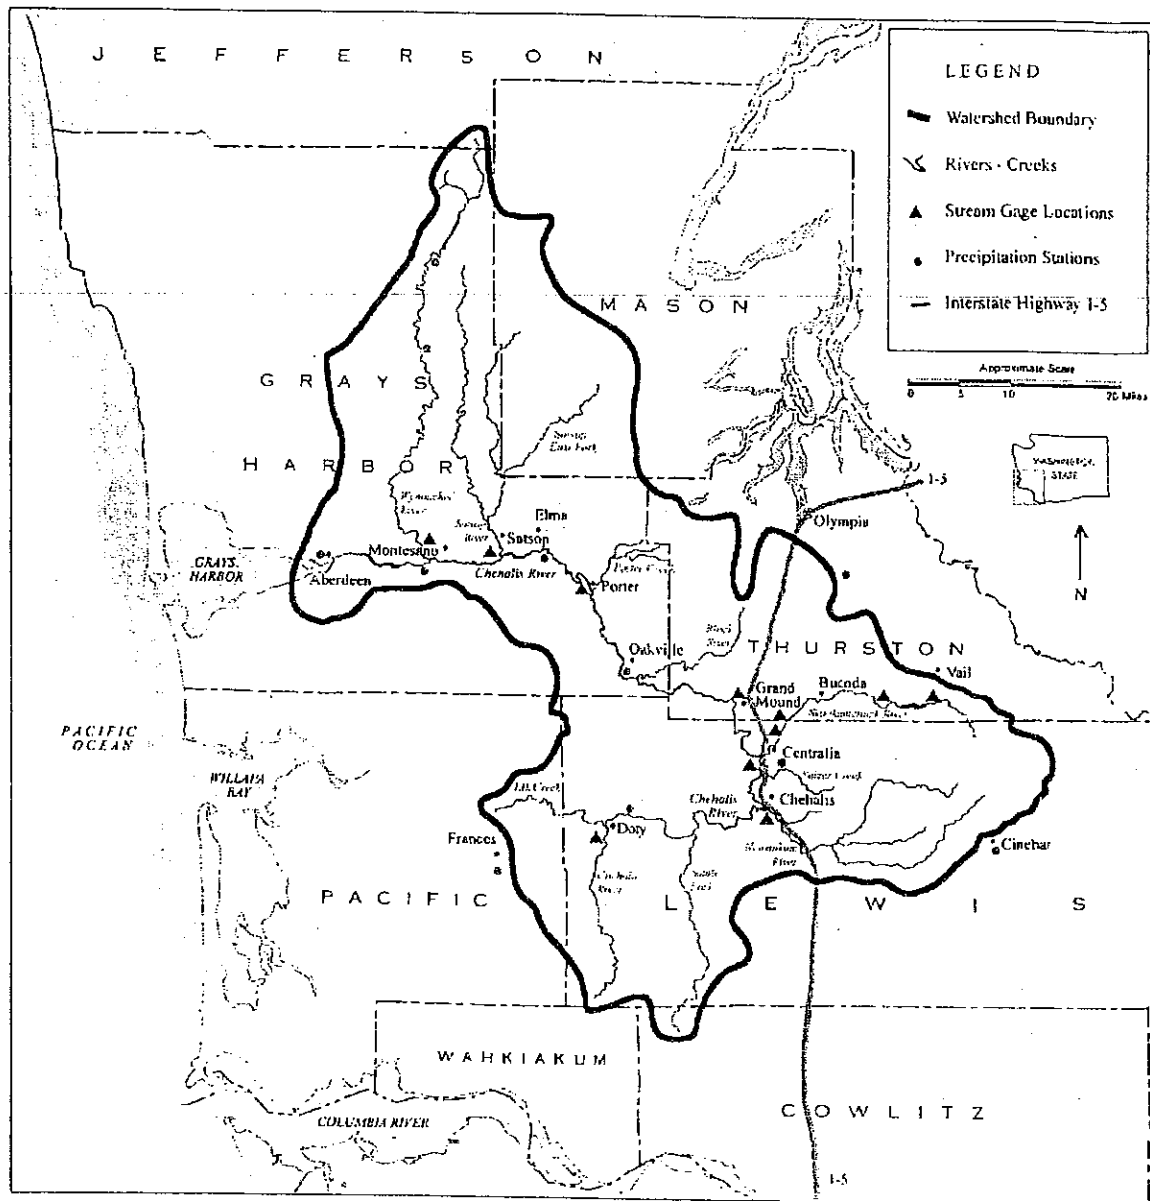 JEFFERSON
LEGEND
Watershed Boundary
Rivers - Creeks
Stream Gage Locations
Precipitation Stations
Interstate Highway I-5
MASON
Approximate Scale
0 5 10 20 Miles
GRAYS
HARBOR
WASHINGTON
STATE
I-5
Olympia
N
Elma
Satsop
Montesano
GRAYS
HARBOR
Aberdeen
Chehalis River
Porter
Oakville
THURSTON
Vail
Bucoda
Grand
Mound
PACIFIC
OCEAN
WILLAPA
BAY
Centralia
Chehalis
Chehalis
River
Doty
Frances
Cinebar
PACIFIC
LEWIS
WAHKIAKUM
COLUMBIA RIVER
COWLITZ
I-5